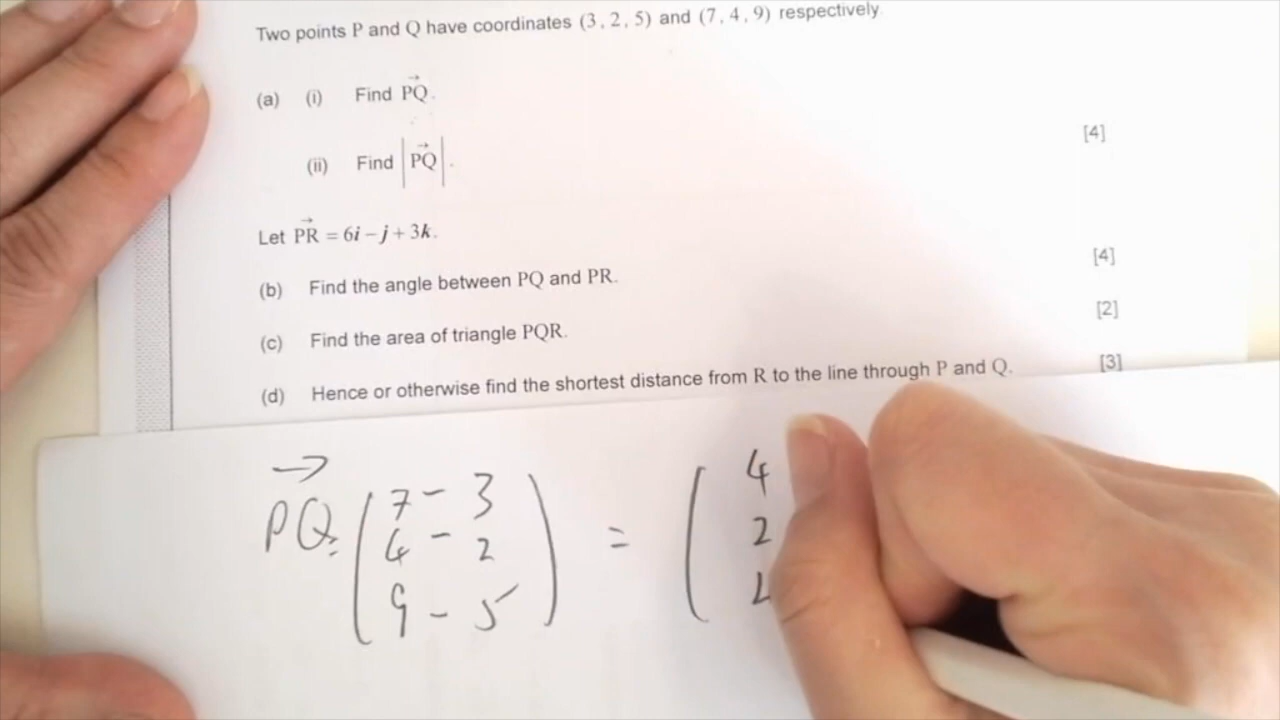 Two points P and Q have coordinates (3, 2, 5) and (7, 4, 9) respectively
(a) (i) Find PQ⃗.
[4]
(ii) Find |PQ⃗|.
Let PR⃗ = 6i – j + 3k.
[4]
(b) Find the angle between PQ and PR.
[2]
(c) Find the area of triangle PQR.
[3]
(d) Hence or otherwise find the shortest distance from R to the line through P and Q.
PQ⃗: ( 7 – 3 ) = ( 4
4 – 2 2
9 – 5